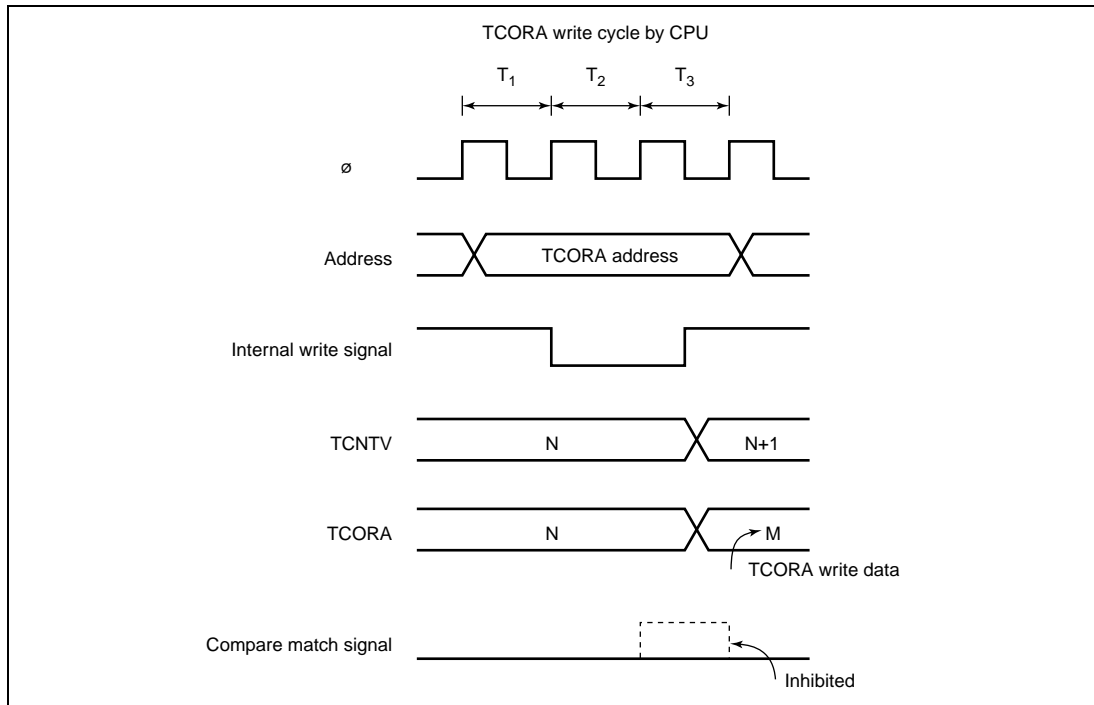 TCORA write cycle by CPU
T1 T2 T3
ø
Address TCORA address
Internal write signal
TCNTV N N+1
TCORA N M
TCORA write data
Compare match signal
Inhibited